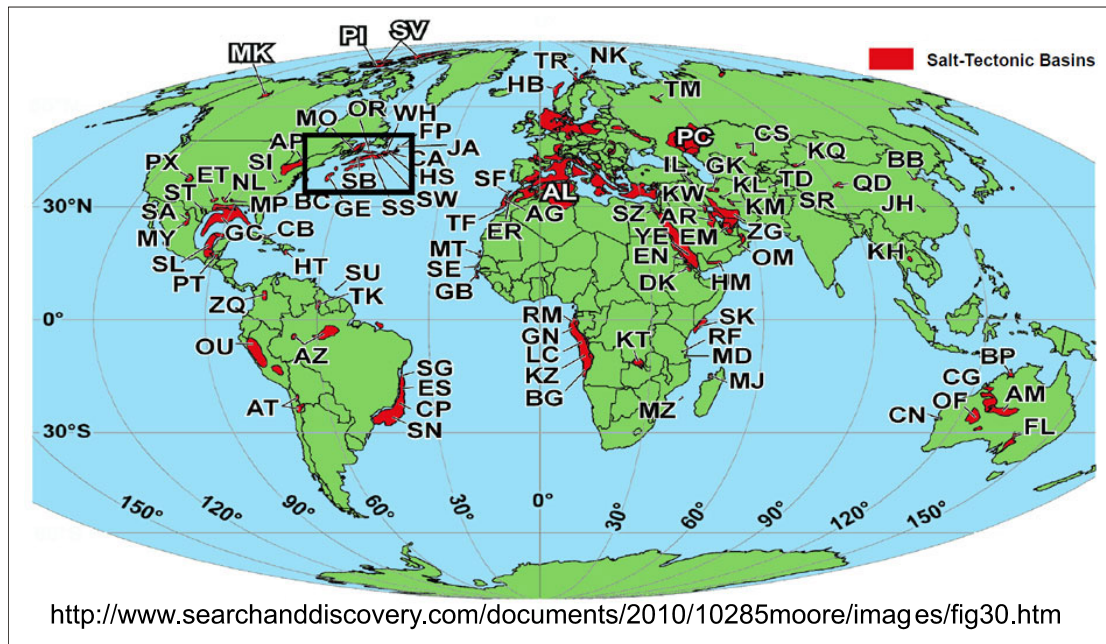 PI SV
MK
TR NK
HB
TM
Salt-Tectonic Basins
OR WH
MO FP
AP JA
PC CS
PX SI CA IL GK KQ BB
ET HS
ST NL SB SF AL KW KL TD QD
30°N SA MP BC GE SS SW TF AG SZ AR KM SR JH
MY GC CB ER YE EM ZG
SL MT EN OM KH
PT HT SE DK HM
SU GB
ZQ TK
0° RM SK
OU AZ GN KT RF
LC MD BP
SG KZ MJ CG
ES BG OF AM
AT CP MZ CN
SN FL
30°S
150° 120° 90° 60° 30° 0° 30° 60° 90° 120° 150°
http://www.searchanddiscovery.com/documents/2010/10285moore/images/fig30.htm